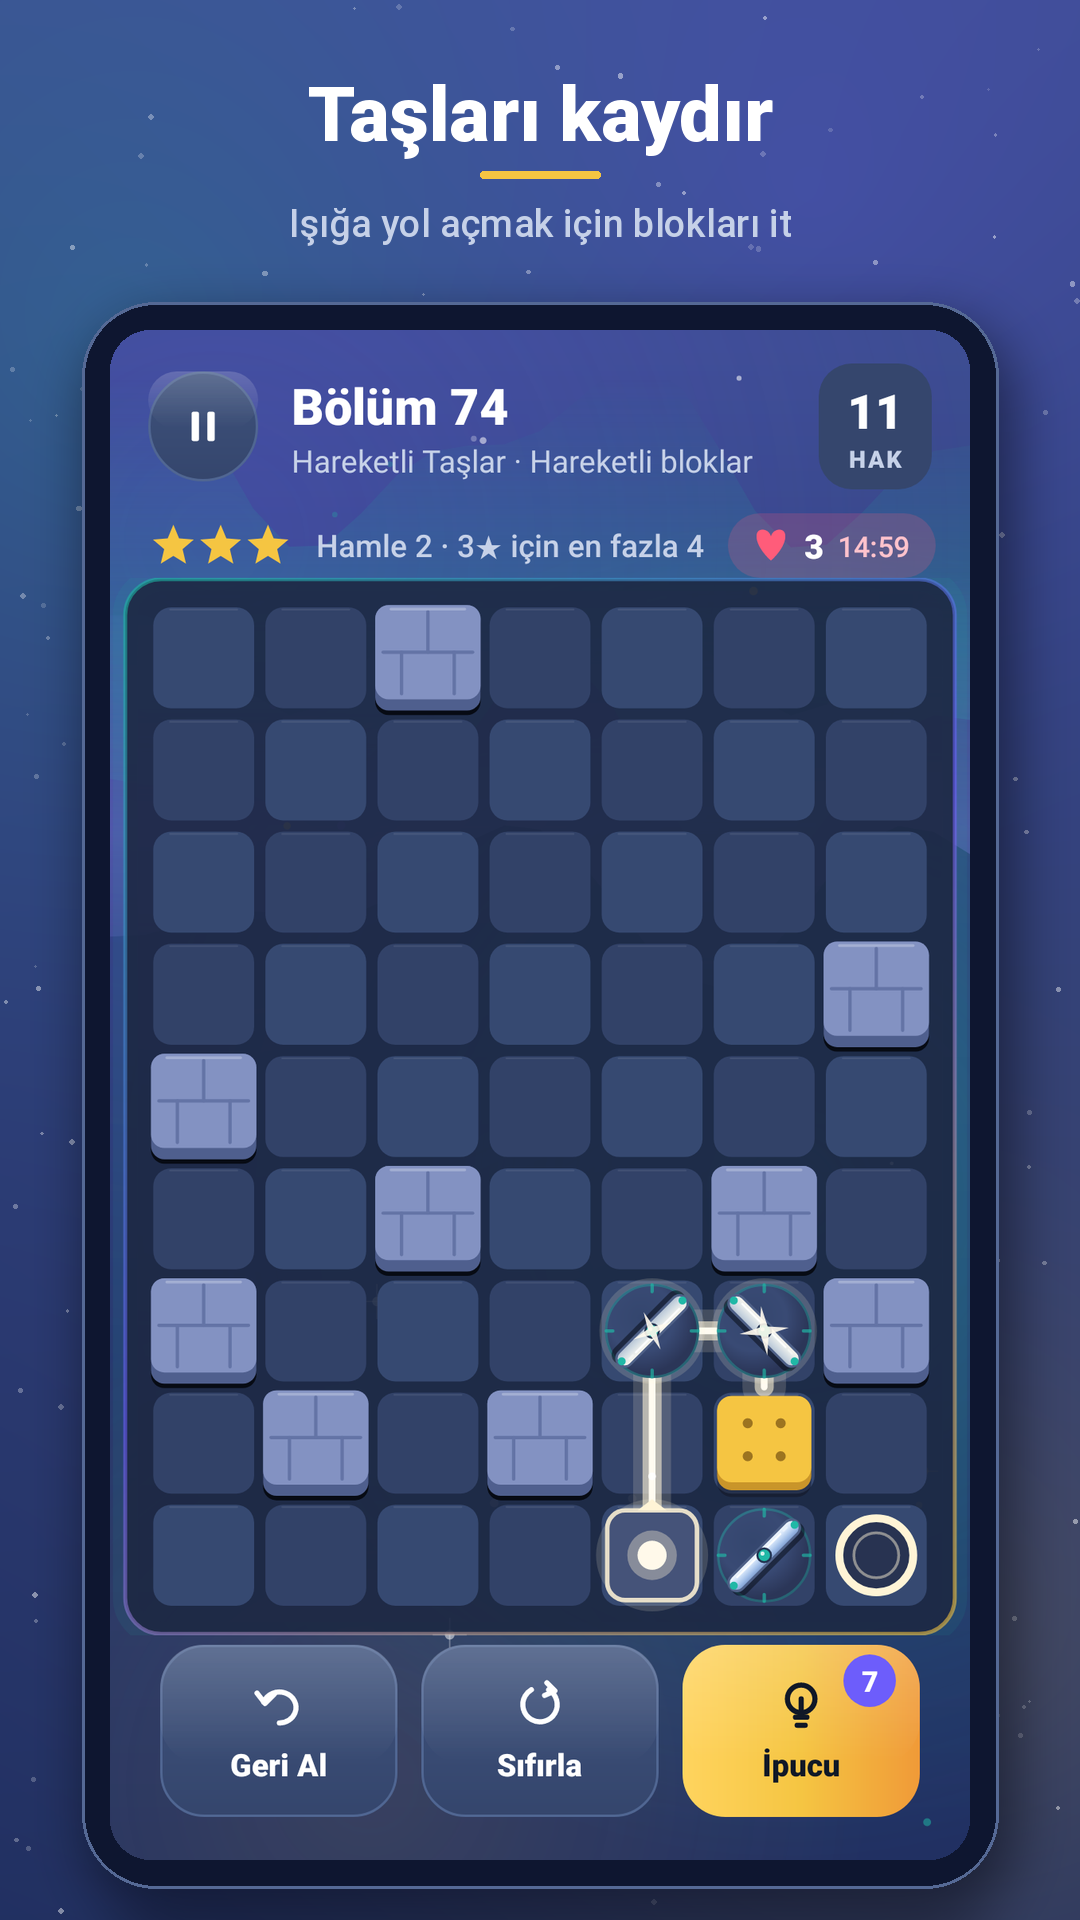 Taşları kaydır
Işığa yol açmak için blokları it
Bölüm 74
Hareketli Taşlar · Hareketli bloklar
11
HAK
Hamle 2 · 3★ için en fazla 4
3 14:59
Geri Al
Sıfırla
7
İpucu